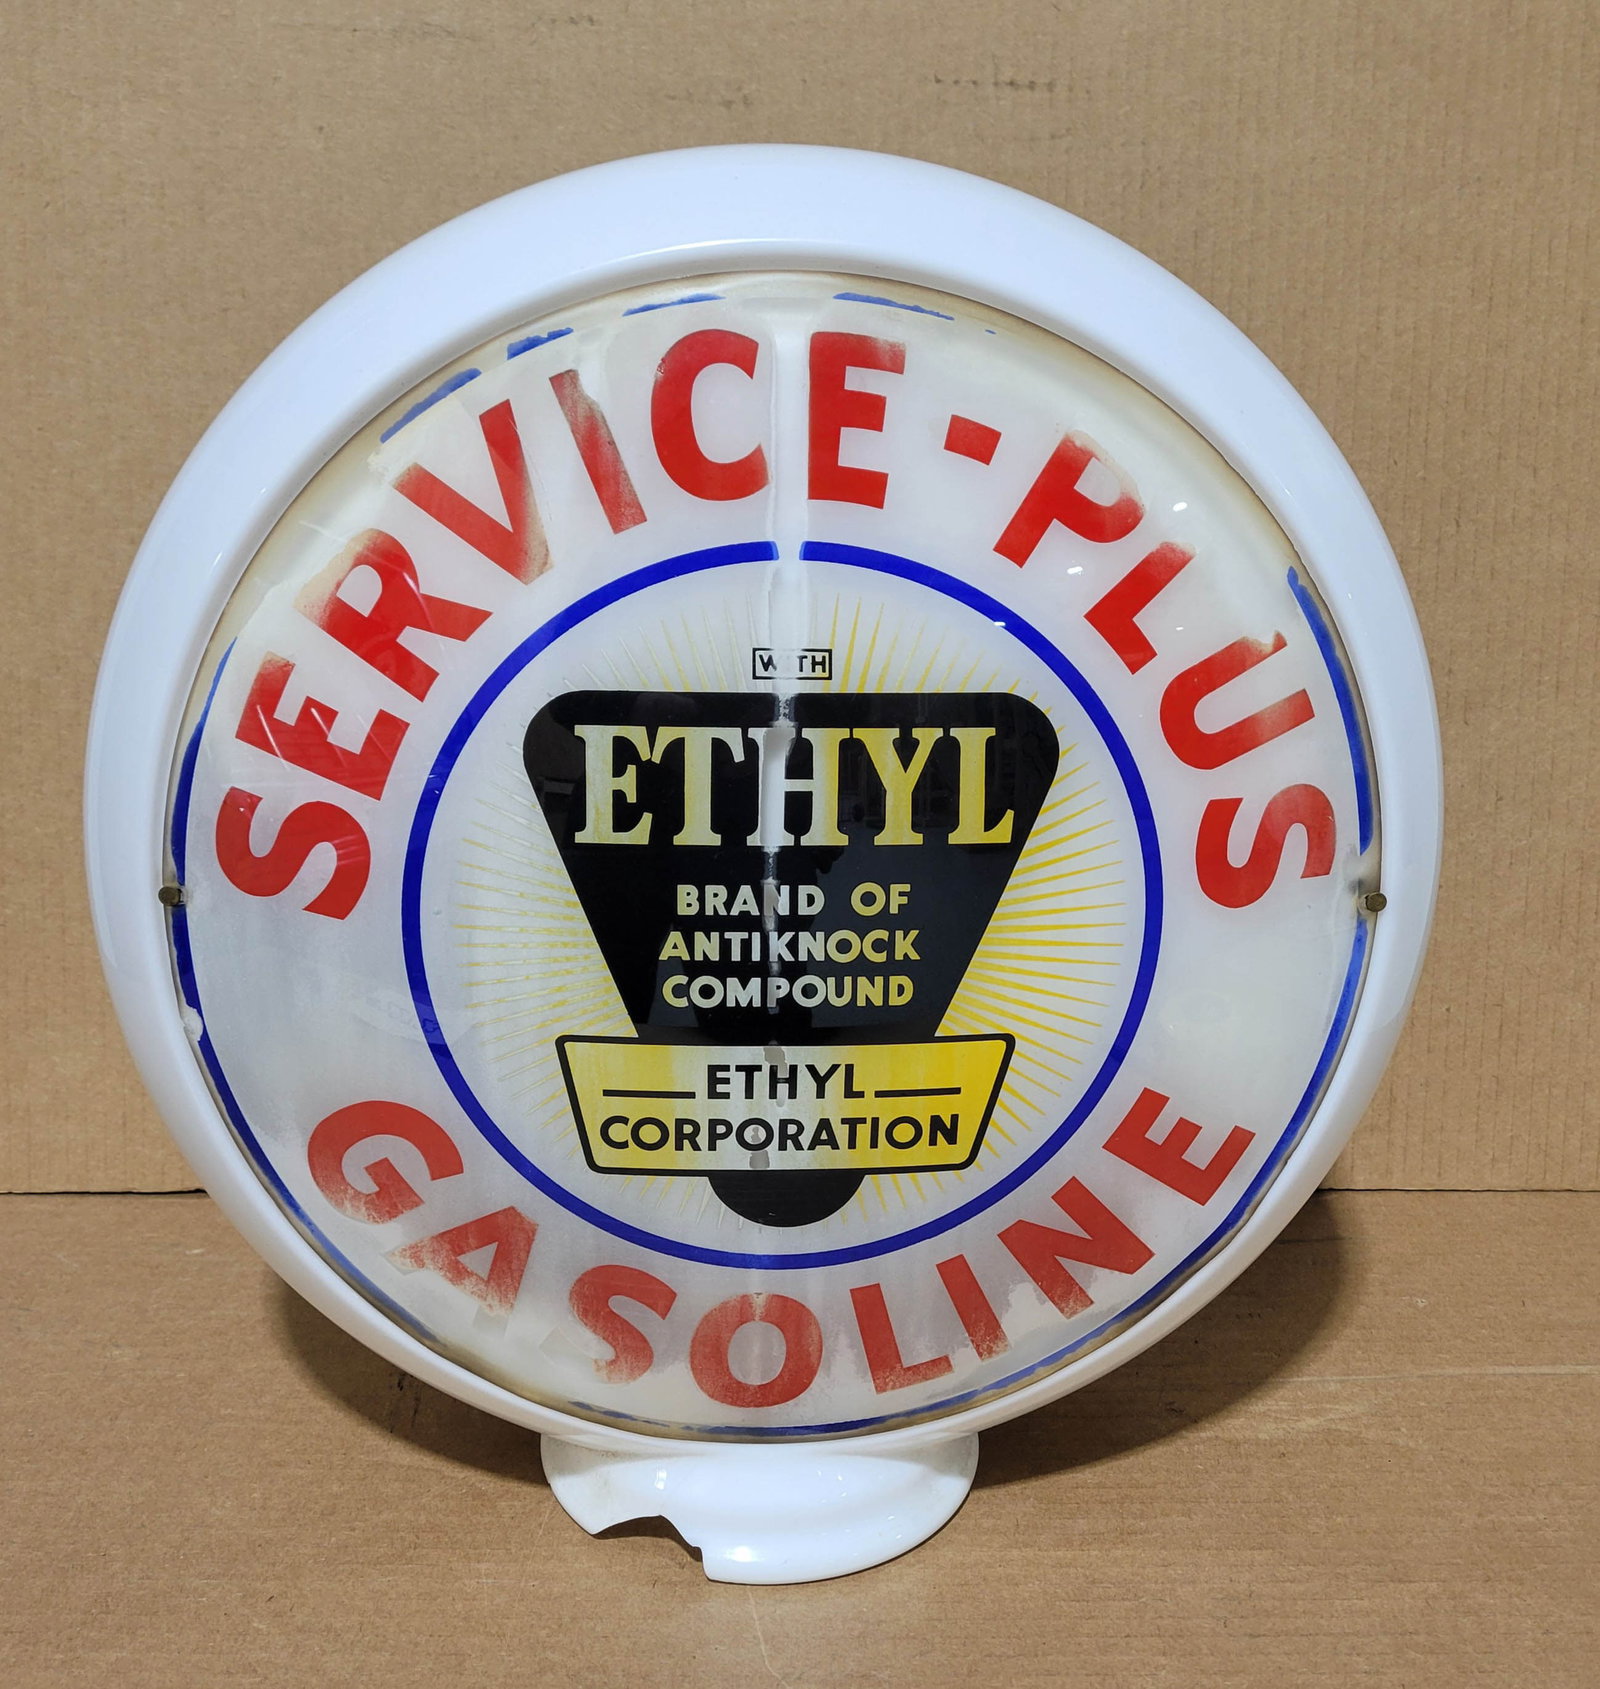 SERVICE-PLUS
WITH
ETHYL
BRAND OF
ANTIKNOCK
COMPOUND
ETHYL
CORPORATION
GASOLINE